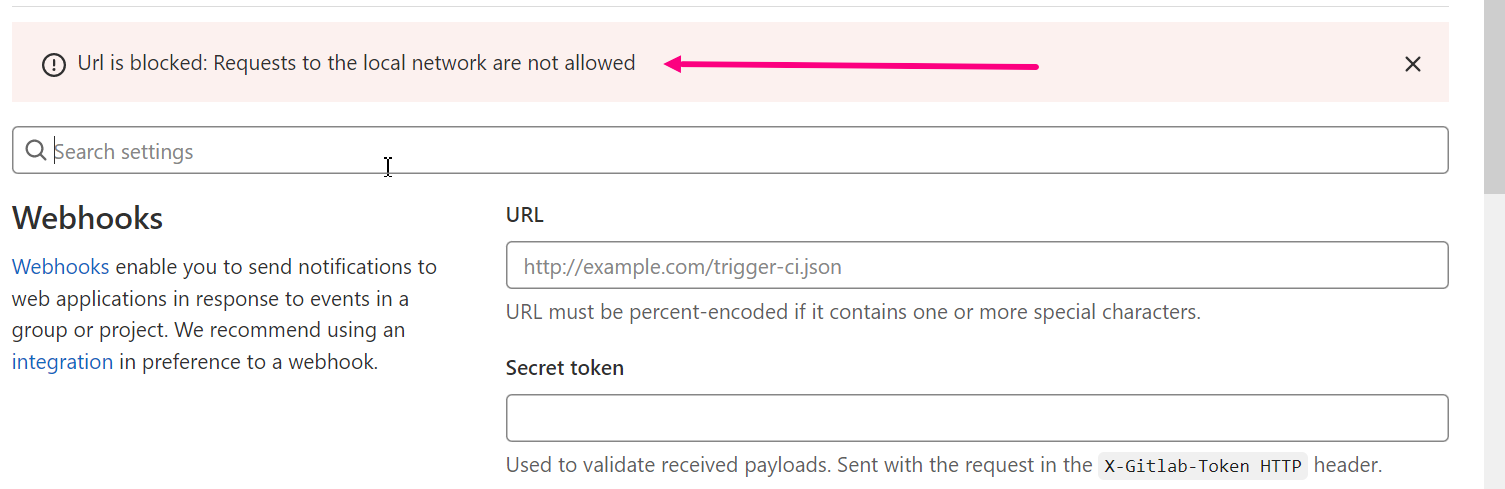 Url is blocked: Requests to the local network are not allowed
Search settings
Webhooks
Webhooks enable you to send notifications to
web applications in response to events in a
group or project. We recommend using an
integration in preference to a webhook.
URL
http://example.com/trigger-ci.json
URL must be percent-encoded if it contains one or more special characters.
Secret token
Used to validate received payloads. Sent with the request in the X-Gitlab-Token HTTP header.